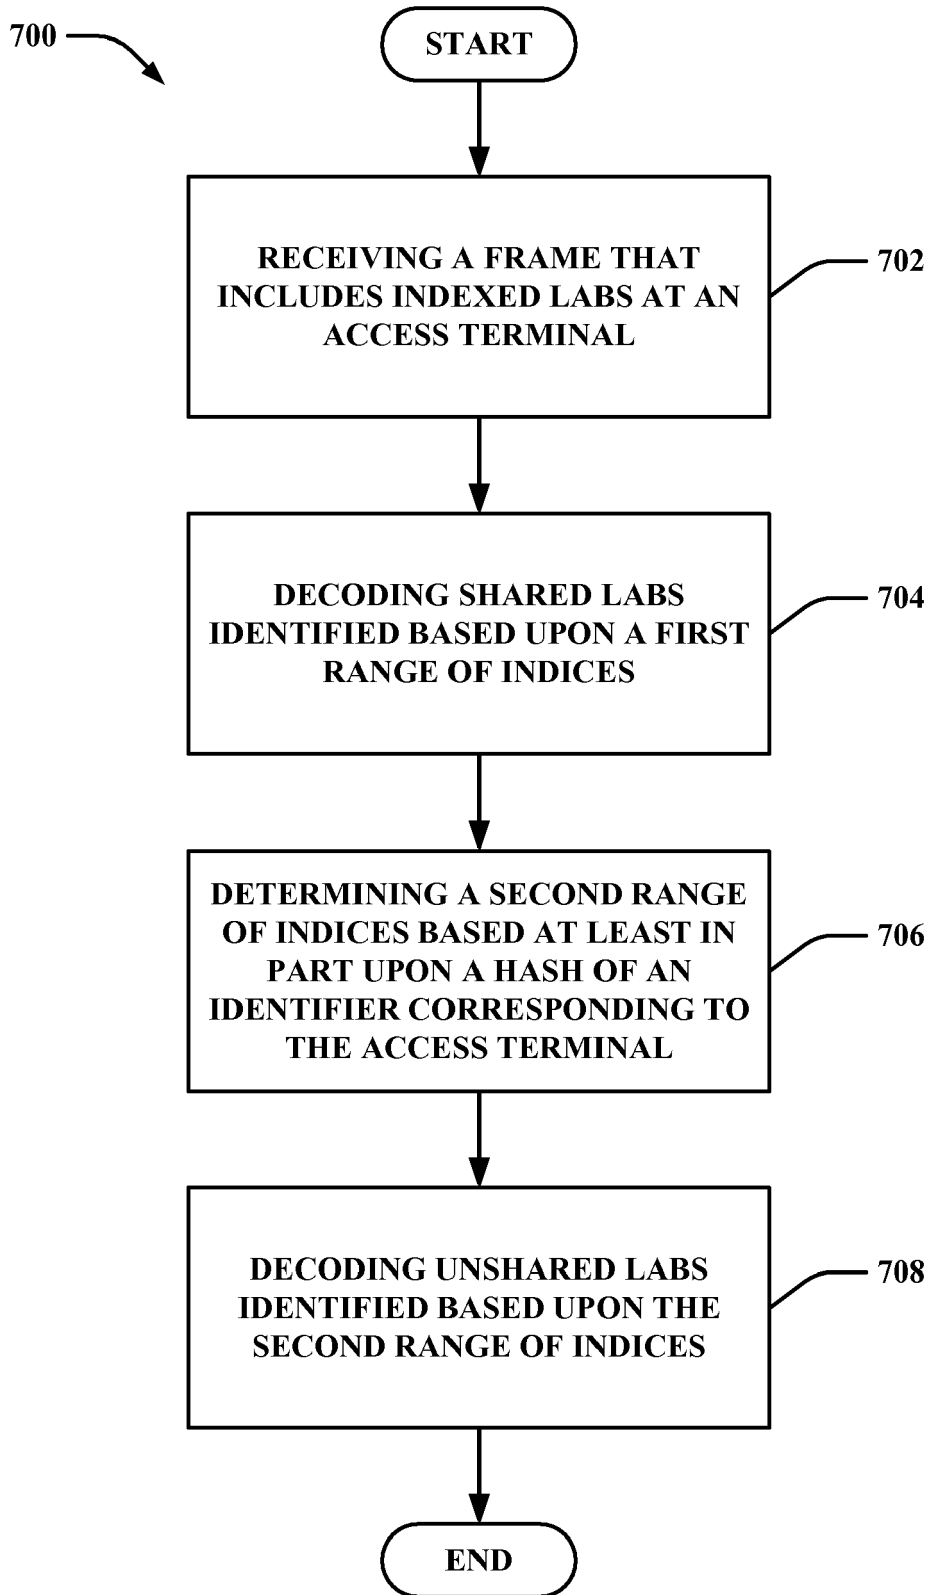 700
START
RECEIVING A FRAME THAT
INCLUDES INDEXED LABS AT AN
ACCESS TERMINAL
702
DECODING SHARED LABS
IDENTIFIED BASED UPON A FIRST
RANGE OF INDICES
704
DETERMINING A SECOND RANGE
OF INDICES BASED AT LEAST IN
PART UPON A HASH OF AN
IDENTIFIER CORRESPONDING TO
THE ACCESS TERMINAL
706
DECODING UNSHARED LABS
IDENTIFIED BASED UPON THE
SECOND RANGE OF INDICES
708
END